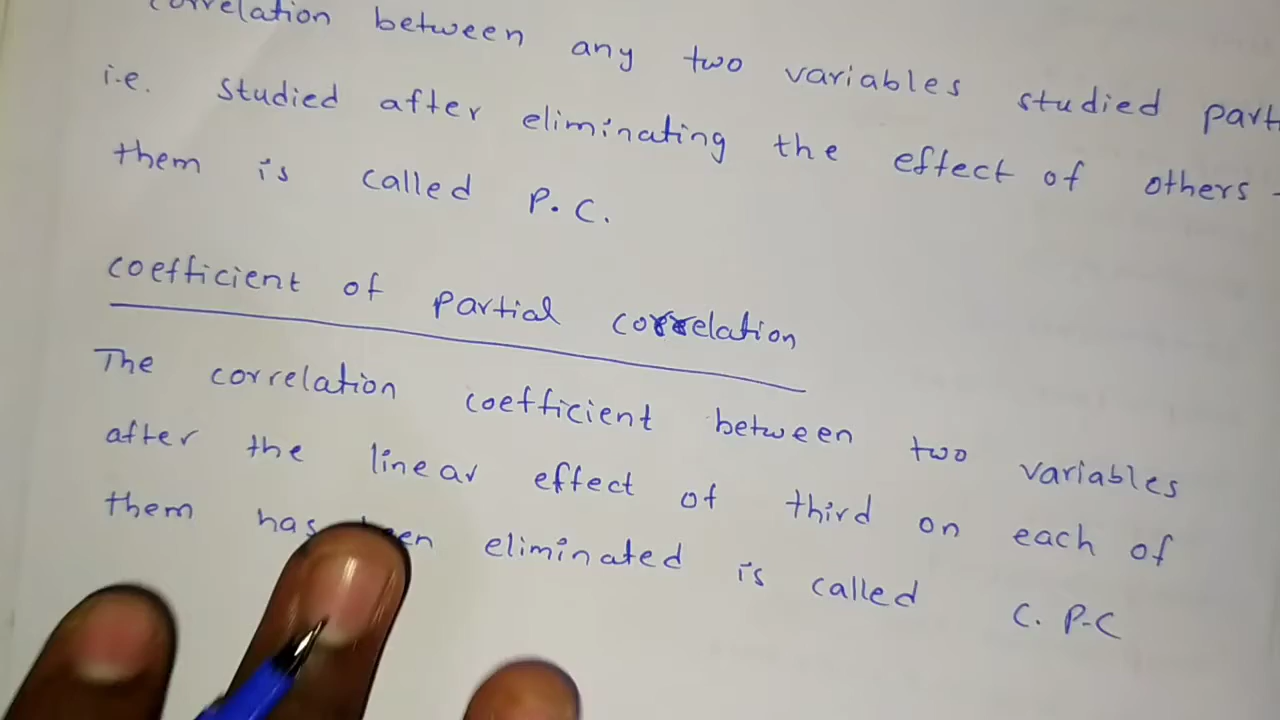 correlation between any two variables studied
i.e. studied after eliminating the effect of others
them is called P.C.
coefficient of partial correlation
The correlation coefficient between two variables
after the linear effect of third on each of
them has been eliminated is called C.P-C